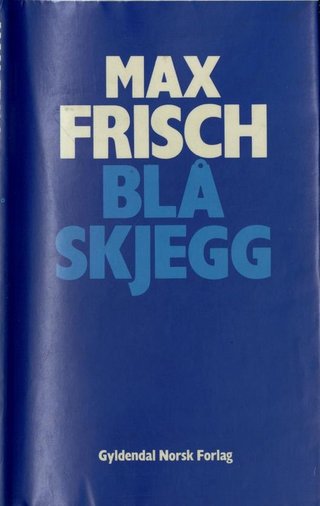 MAX
FRISCH
BLÅ
SKJEGG
Gyldendal Norsk Forlag